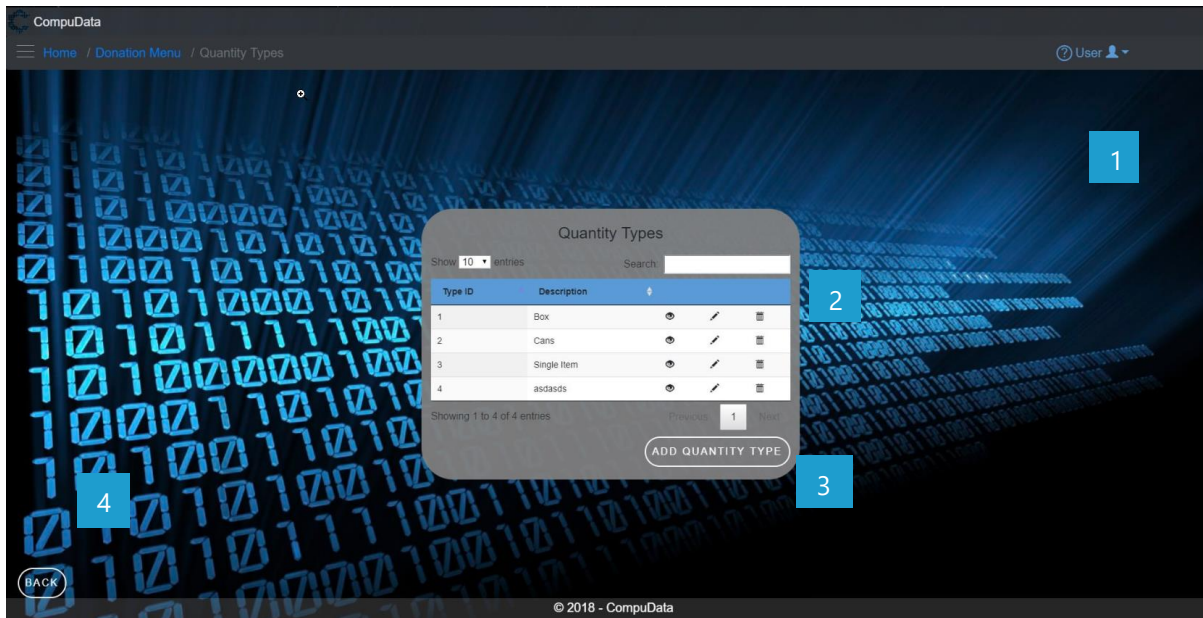 CompuData
Home / Donation Menu / Quantity Types
User
1
Quantity Types
Show 10 entries
Search:
Type ID Description
2
1 Box
2 Cans
3 Single Item
4 asdasds
Showing 1 to 4 of 4 entries
Previous 1 Next
ADD QUANTITY TYPE
3
4
BACK
© 2018 - CompuData